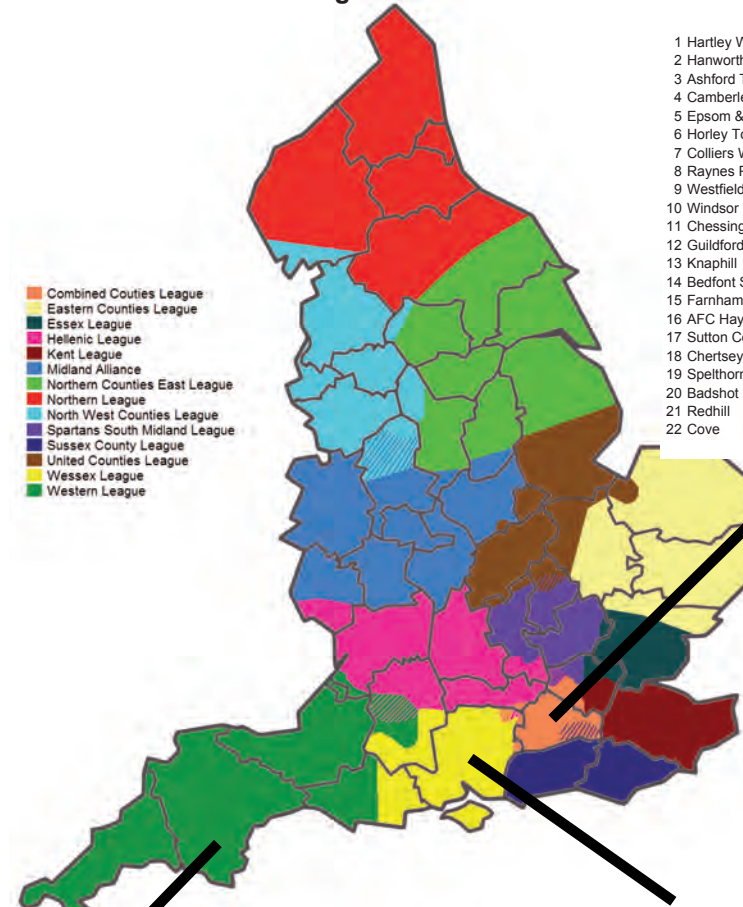 g
1 Hartley W
2 Hanworth
3 Ashford T
4 Camberle
5 Epsom &
6 Horley To
7 Colliers W
8 Raynes P
9 Westfield
10 Windsor
11 Chessing
12 Guildford
13 Knaphill
14 Bedfont S
15 Farnham
16 AFC Hay
17 Sutton Co
18 Chertsey
19 Spelthorn
20 Badshot
21 Redhill
22 Cove
Combined Couties League
Eastern Counties League
Essex League
Hellenic League
Kent League
Midland Alliance
Northern Counties East League
Northern League
North West Counties League
Spartans South Midland League
Sussex County League
United Counties League
Wessex League
Western League